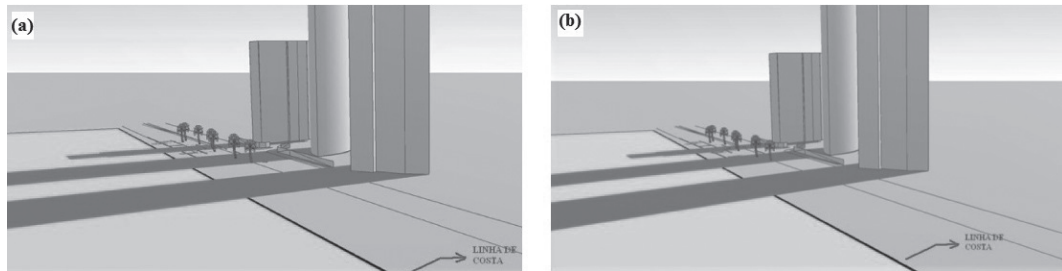 (a)
LINHA DE
COSTA
(b)
LINHA DE
COSTA